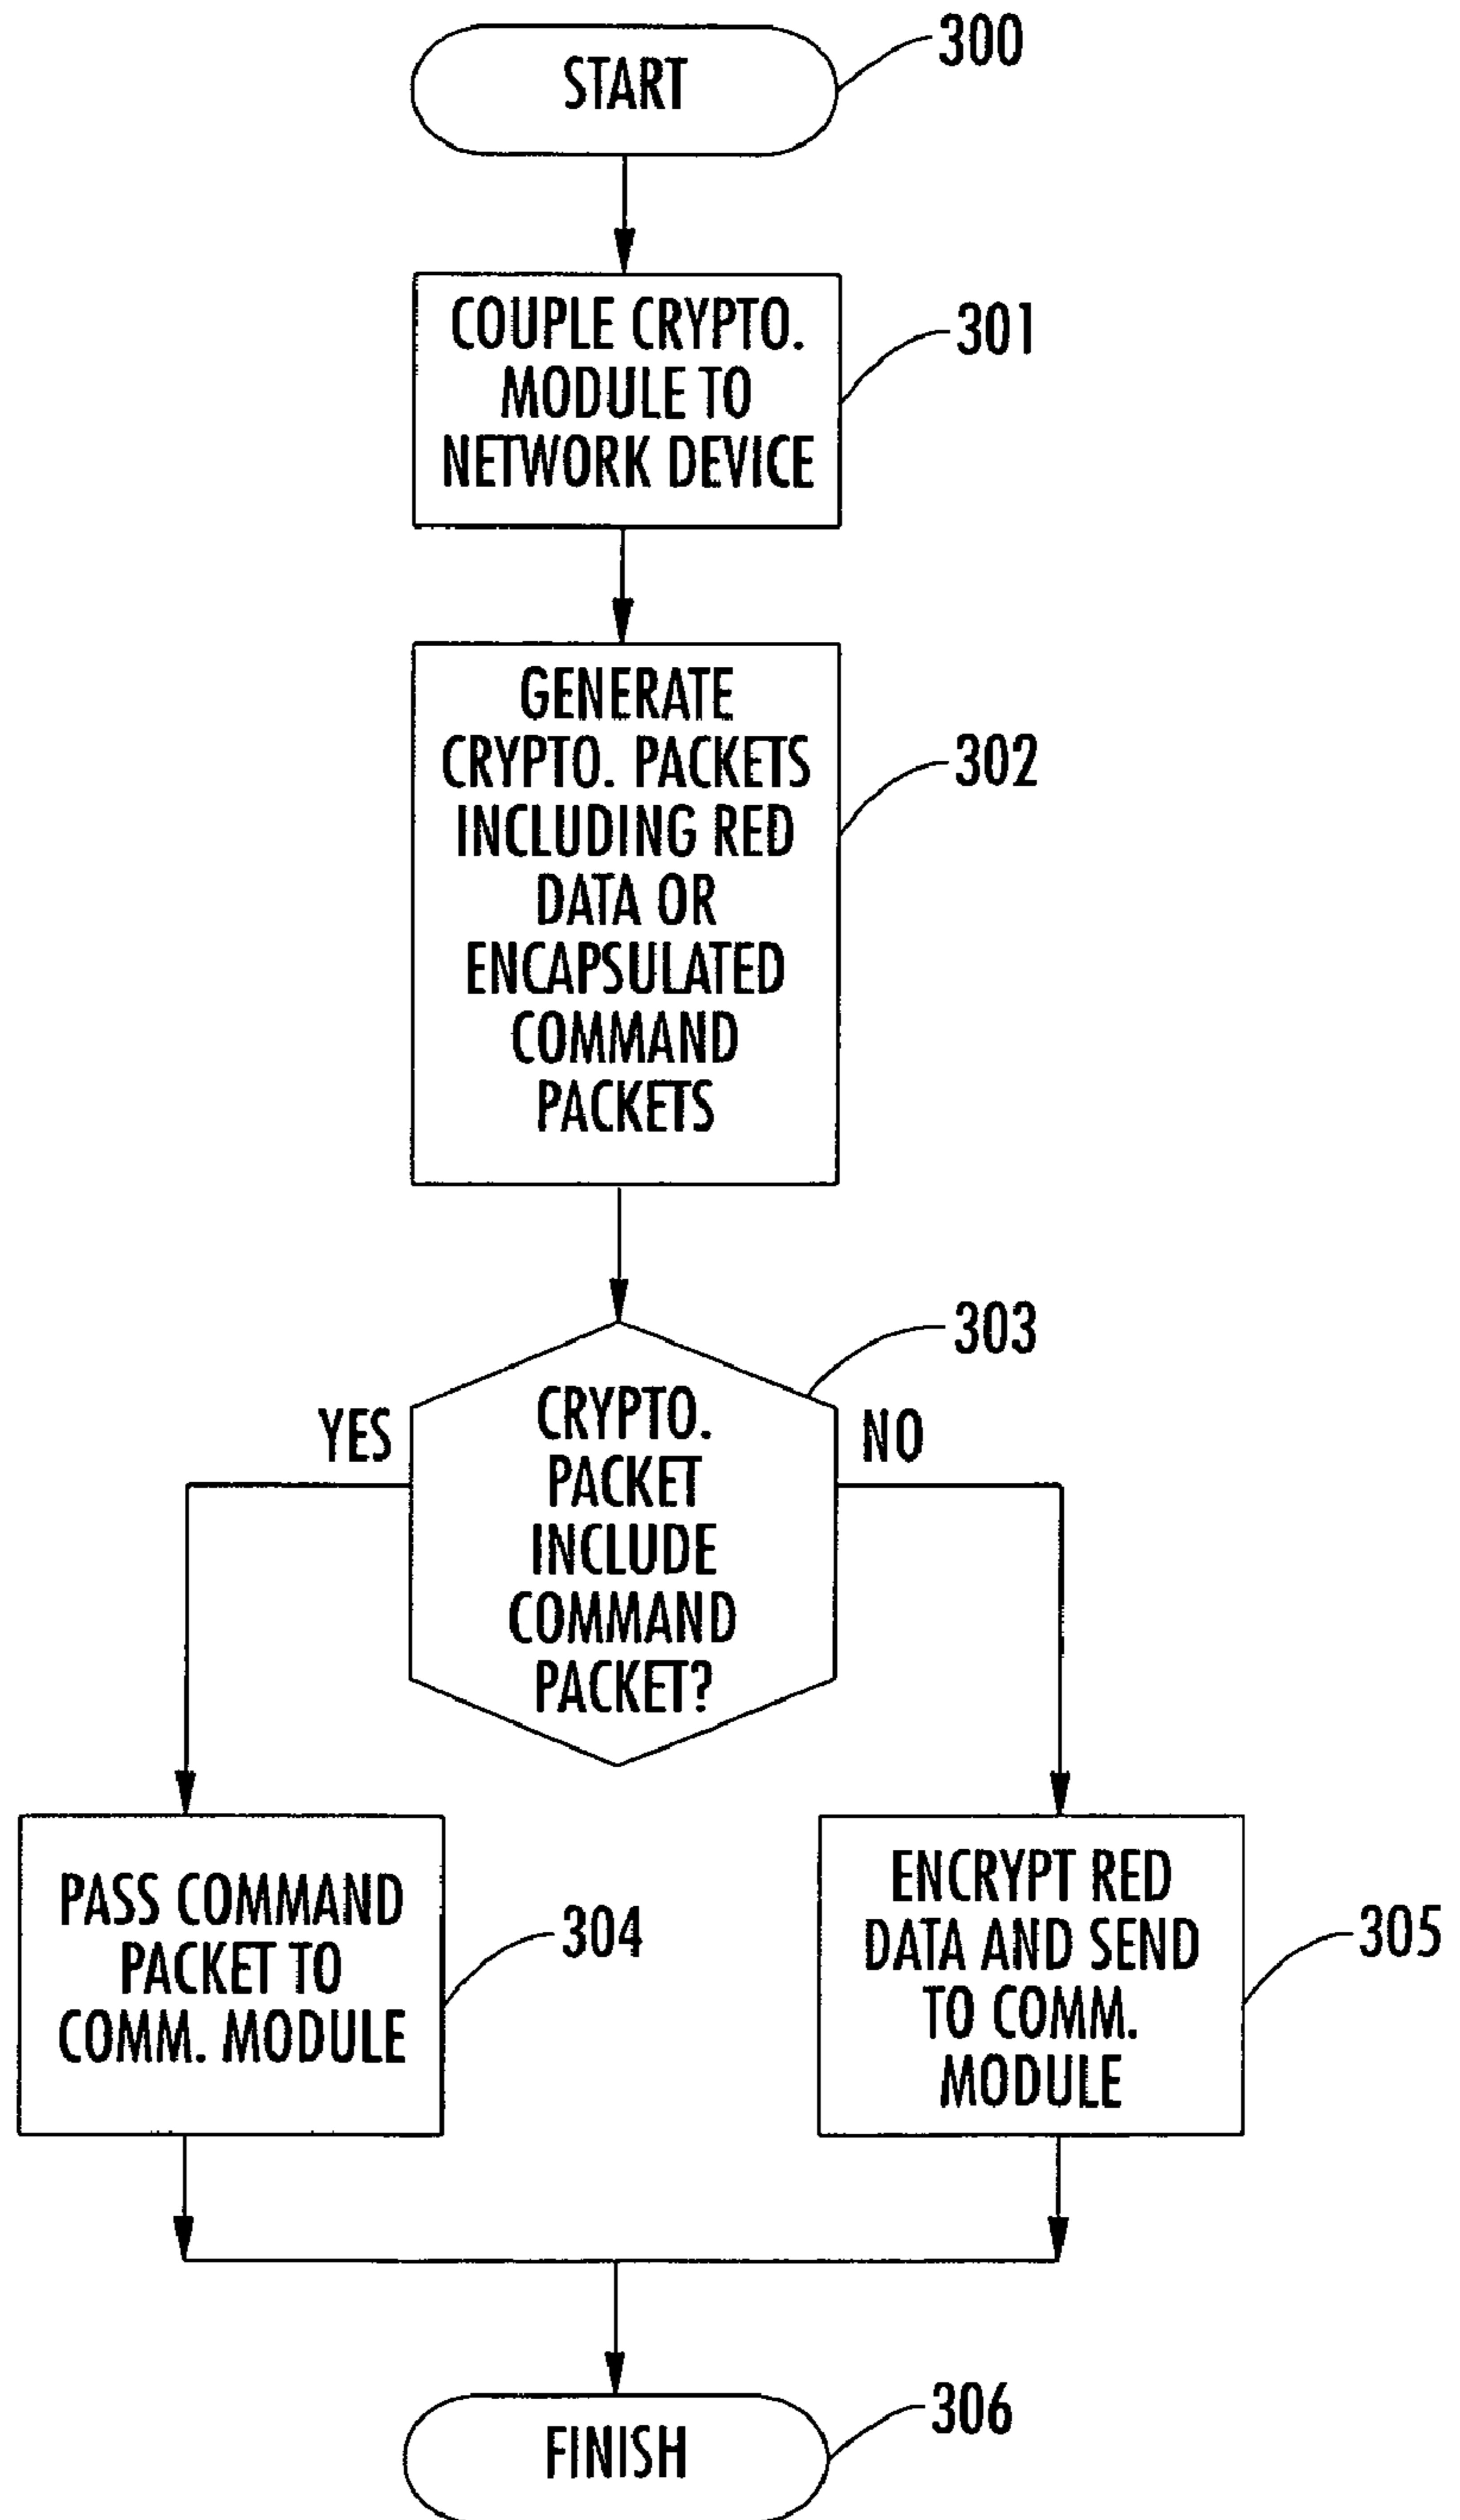 START
300
COUPLE CRYPTO.
MODULE TO
NETWORK DEVICE
301
GENERATE
CRYPTO. PACKETS
INCLUDING RED
DATA OR
ENCAPSULATED
COMMAND
PACKETS
302
303
YES
NO
CRYPTO.
PACKET
INCLUDE
COMMAND
PACKET?
PASS COMMAND
PACKET TO
COMM. MODULE
304
ENCRYPT RED
DATA AND SEND
TO COMM.
MODULE
305
FINISH
306